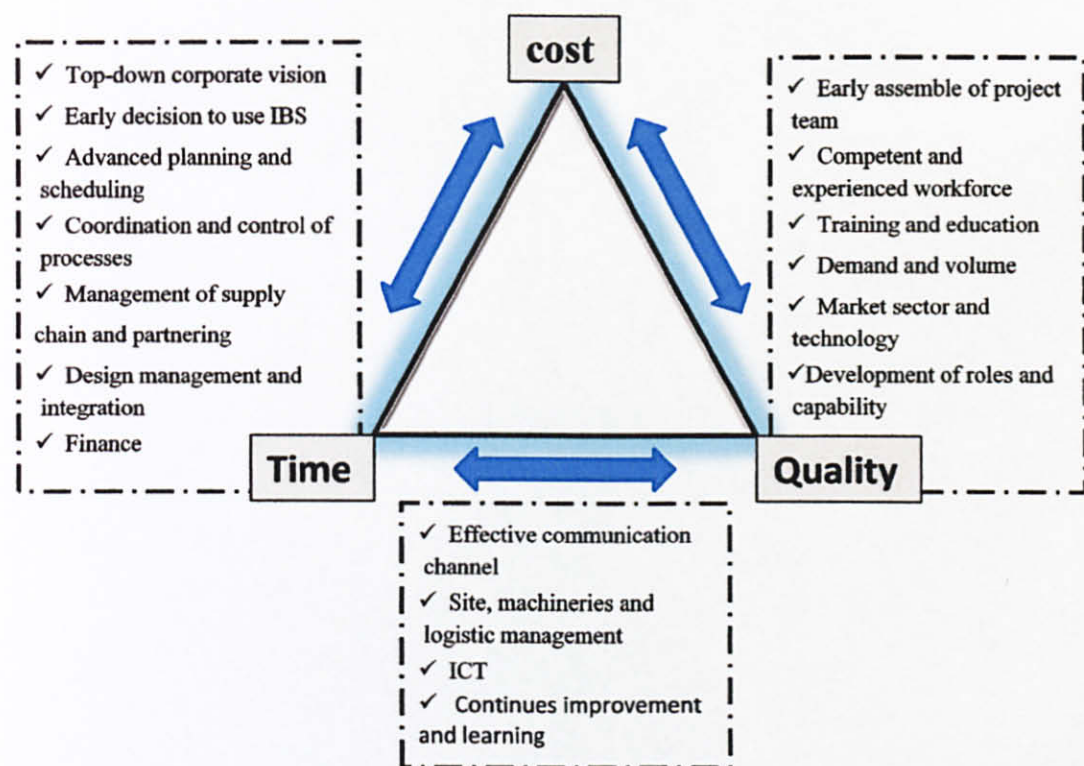 cost
✓ Top-down corporate vision
✓ Early decision to use IBS
✓ Advanced planning and
scheduling
✓ Coordination and control of
processes
✓ Management of supply
chain and partnering
✓ Design management and
integration
✓ Finance
✓ Early assemble of project
team
✓ Competent and
experienced workforce
✓ Training and education
✓ Demand and volume
✓ Market sector and
technology
✓Development of roles and
capability
Time
Quality
✓ Effective communication
channel
✓ Site, machineries and
logistic management
✓ ICT
✓ Continues improvement
and learning